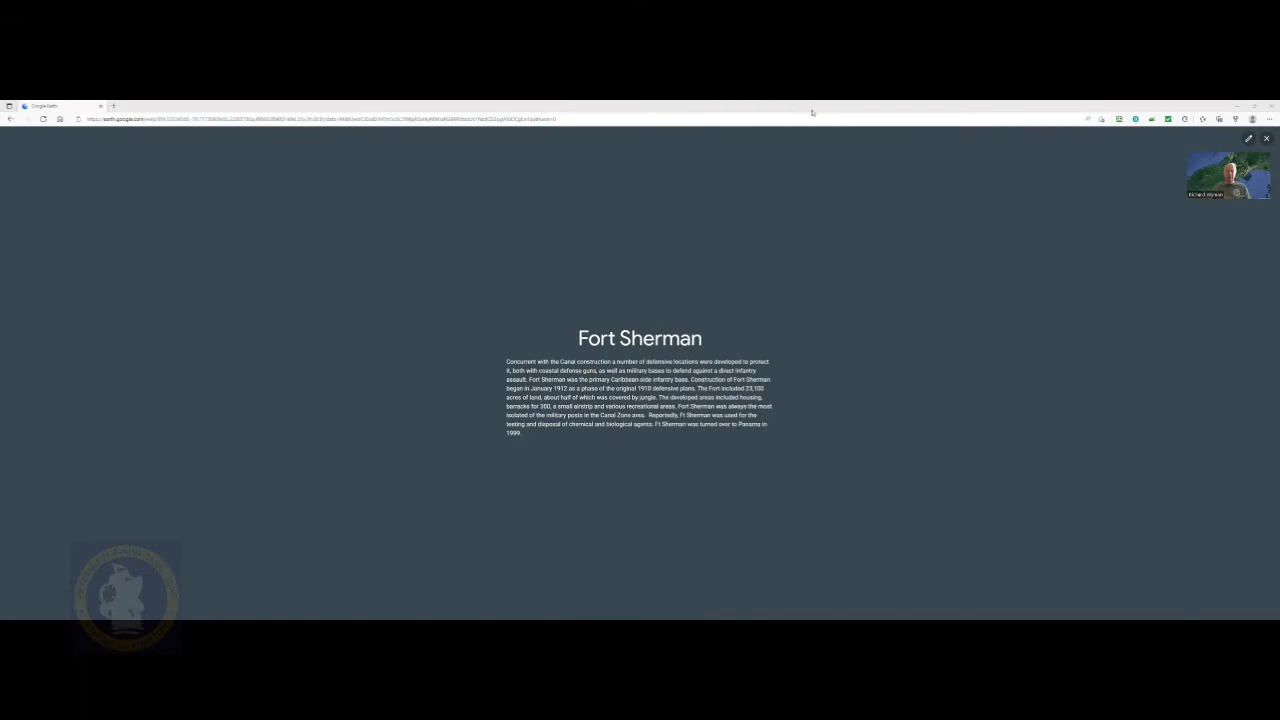 Google Earth
Fort Sherman
Concurrent with the Canal construction a number of defensive locations were developed to protect
it, both with coastal defense guns, as well as military bases to defend against a direct infantry
assault. Fort Sherman was the primary Caribbean-side infantry base. Construction of Fort Sherman
began in January 1912 as a phase of the original 1910 defensive plans. The Fort included 23,100
acres of land, about half of which was covered by jungle. The developed areas included housing,
barracks for 300, a small airstrip and various recreational areas. Fort Sherman was always the most
isolated of the military posts in the Canal Zone area. Reportedly, Ft Sherman was used for the
testing and disposal of chemical and biological agents. Ft Sherman was turned over to Panama in
1999.
Richard Wyman